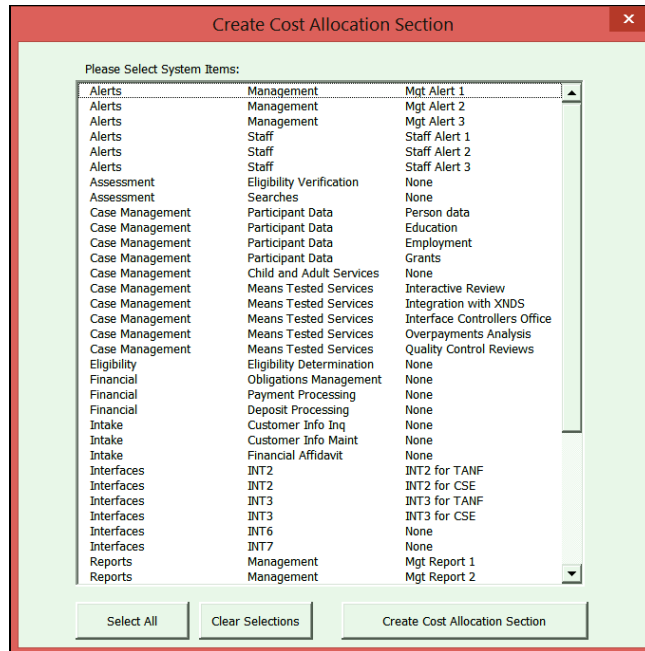 Create Cost Allocation Section
×
Please Select System Items:
Alerts Management Mgt Alert 1
Alerts Management Mgt Alert 2
Alerts Management Mgt Alert 3
Alerts Staff Staff Alert 1
Alerts Staff Staff Alert 2
Alerts Staff Staff Alert 3
Assessment Eligibility Verification None
Assessment Searches None
Case Management Participant Data Person data
Case Management Participant Data Education
Case Management Participant Data Employment
Case Management Participant Data Grants
Case Management Child and Adult Services None
Case Management Means Tested Services Interactive Review
Case Management Means Tested Services Integration with XNDS
Case Management Means Tested Services Interface Controllers Office
Case Management Means Tested Services Overpayments Analysis
Case Management Means Tested Services Quality Control Reviews
Eligibility Eligibility Determination None
Financial Obligations Management None
Financial Payment Processing None
Financial Deposit Processing None
Intake Customer Info Inq None
Intake Customer Info Maint None
Intake Financial Affidavit None
Interfaces INT2 INT2 for TANF
Interfaces INT2 INT2 for CSE
Interfaces INT3 INT3 for TANF
Interfaces INT3 INT3 for CSE
Interfaces INT6 None
Interfaces INT7 None
Reports Management Mgt Report 1
Reports Management Mgt Report 2
Select All Clear Selections Create Cost Allocation Section